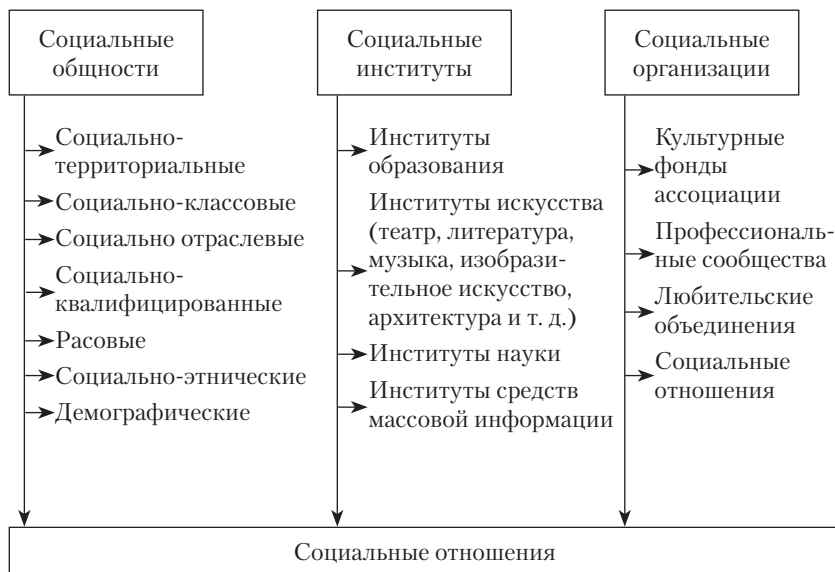 Социальные
общности
Социально-
территориальные
Социально-классовые
Социально отраслевые
Социально-
квалифицированные
Расовые
Социально-этнические
Демографические
Социальные
институты
Институты
образования
Институты искусства
(театр, литература,
музыка, изобрази-
тельное искусство,
архитектура и т. д.)
Институты науки
Институты средств
массовой информации
Социальные
организации
Культурные
фонды
ассоциации
Профессиональ-
ные сообщества
Любительские
объединения
Социальные
отношения
Социальные отношения